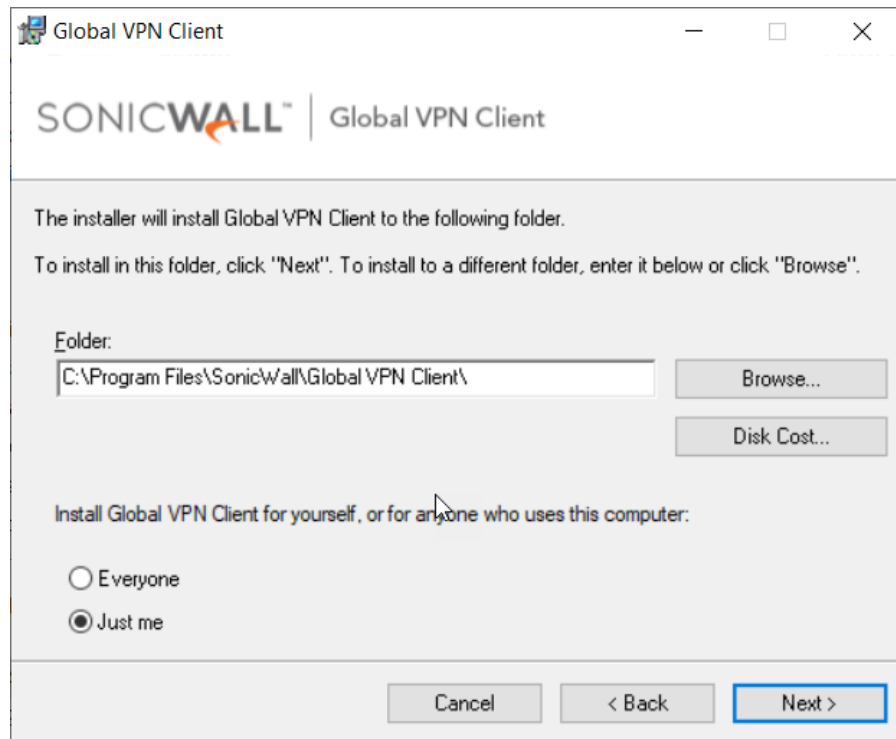 Global VPN Client
SONICWALL™ Global VPN Client
The installer will install Global VPN Client to the following folder.
To install in this folder, click "Next". To install to a different folder, enter it below or click "Browse".
Folder:
C:\Program Files\SonicWall\Global VPN Client\
Browse...
Disk Cost...
Install Global VPN Client for yourself, or for anyone who uses this computer:
Everyone
Just me
Cancel
< Back
Next >